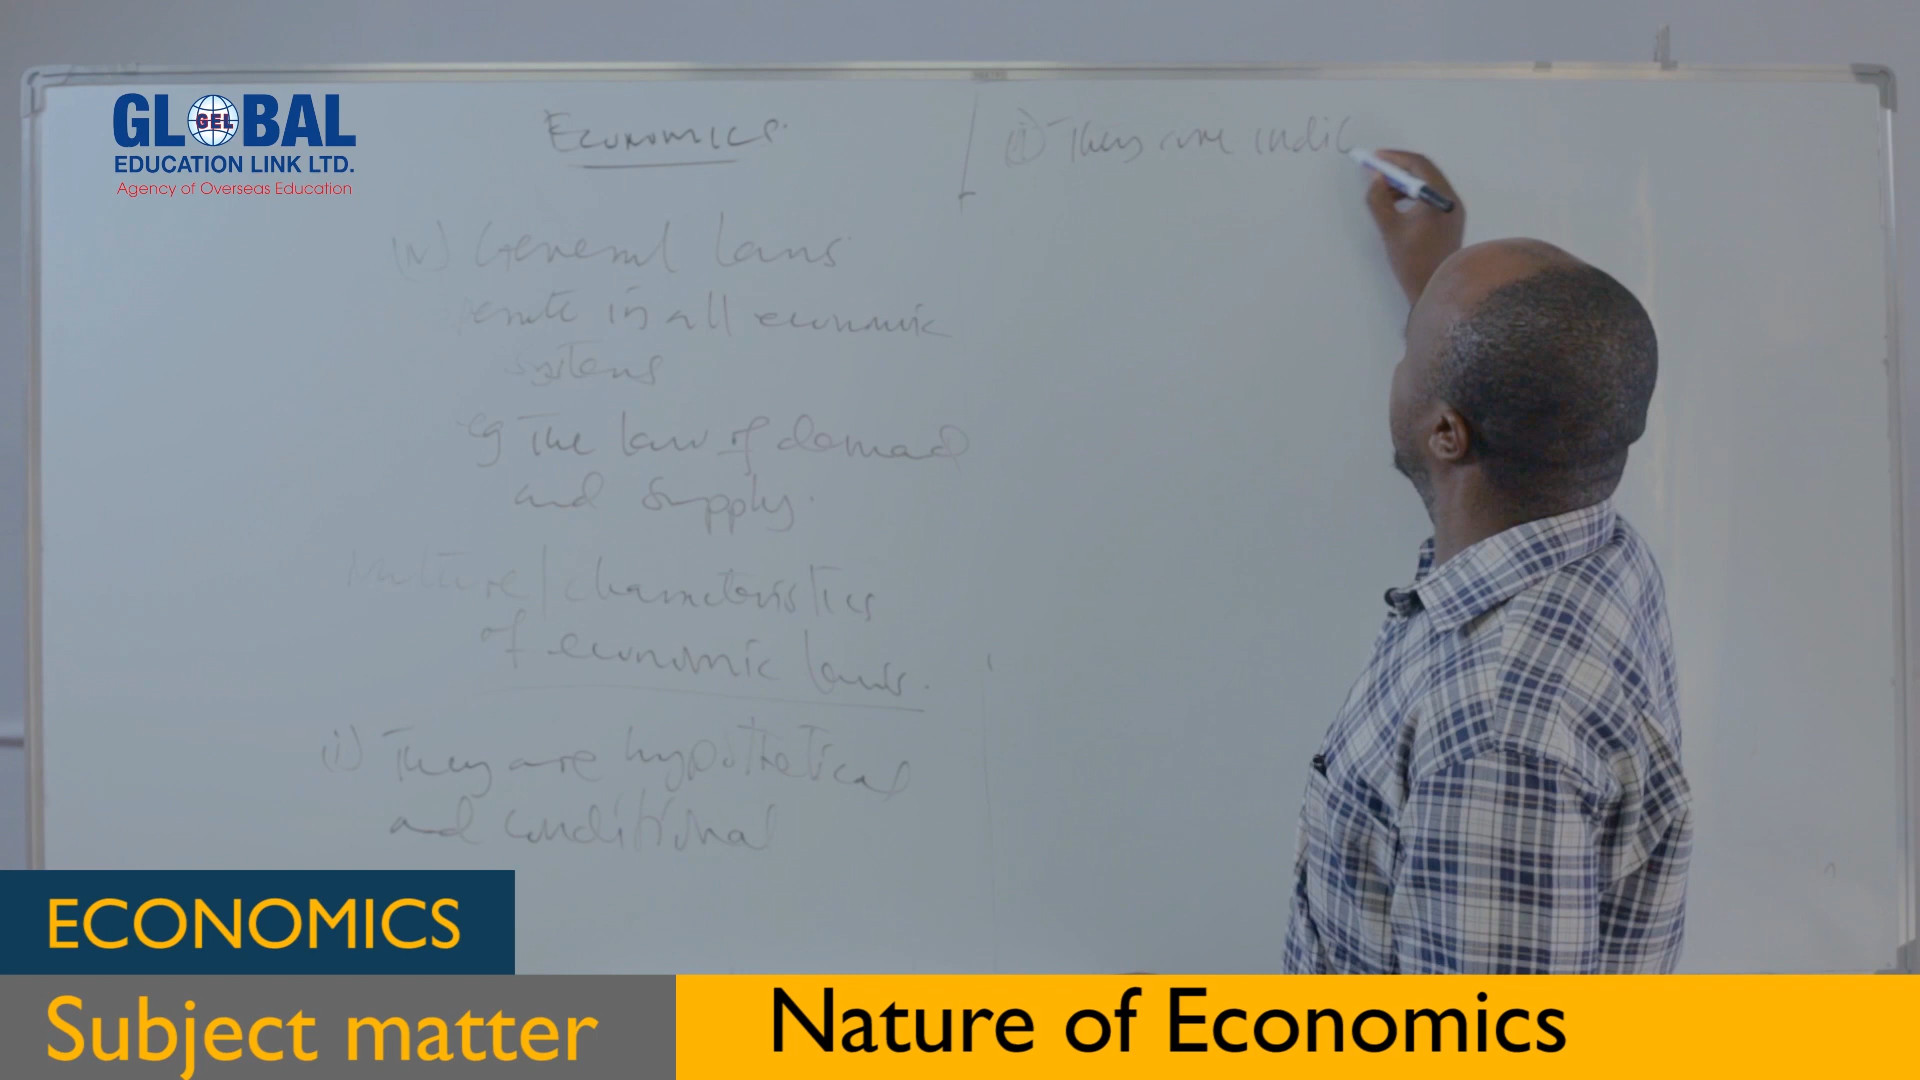 GLOBAL
GEL
EDUCATION LINK LTD.
Agency of Overseas Education
Economics.
(iv) General laws
in all economic
systems
eg The law of demad
and Supply.
Nature/characteristics
of economic laws.
(i) They are hypothetical
and conditional
(ii) They are indic
ECONOMICS
Subject matter
Nature of Economics